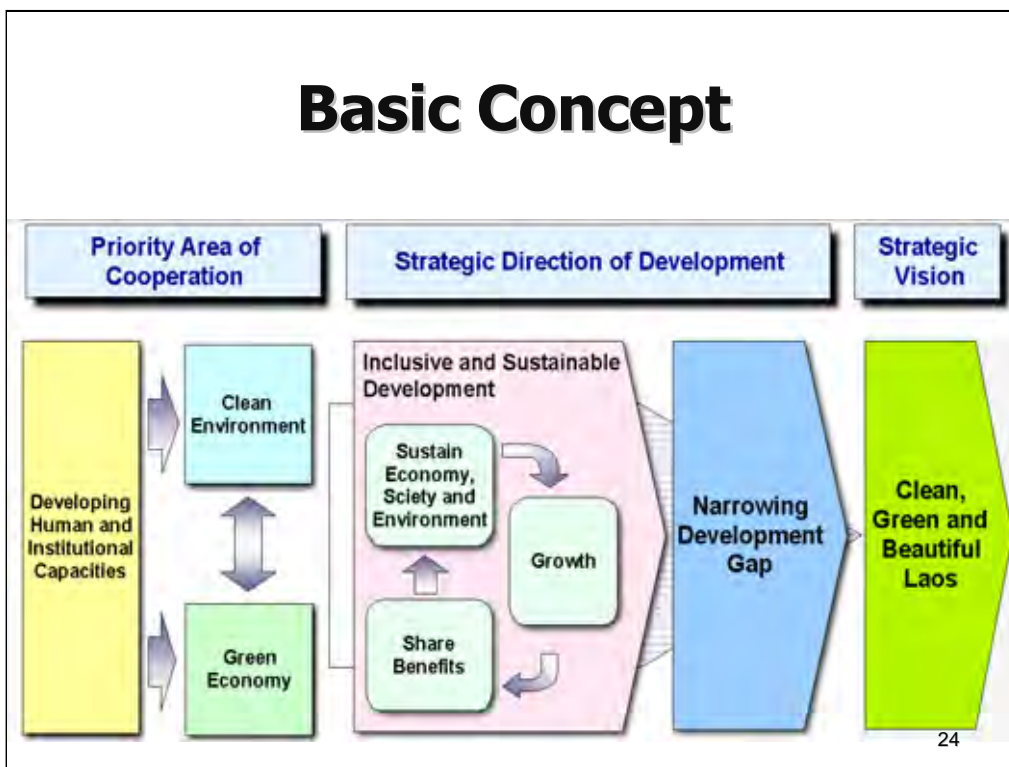 Basic Concept
Priority Area of
Cooperation
Strategic Direction of Development
Strategic
Vision
Developing
Human and
Institutional
Capacities
Clean
Environment
Green
Economy
Inclusive and Sustainable
Development
Sustain
Economy,
Sciety and
Environment
Growth
Share
Benefits
Narrowing
Development
Gap
Clean,
Green and
Beautiful
Laos
24